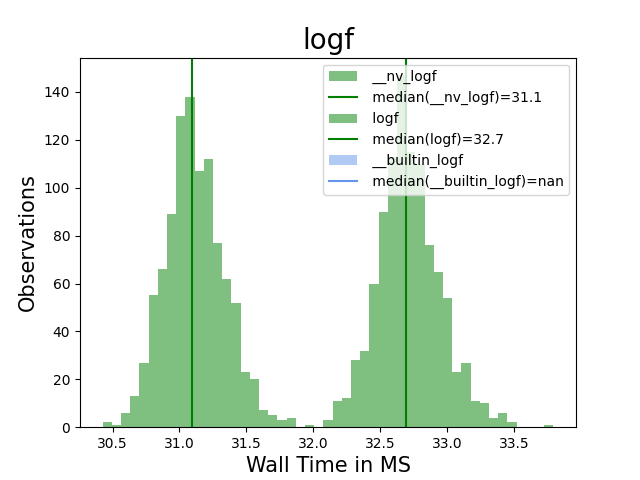 logf
__nv_logf
median(__nv_logf)=31.1
logf
median(logf)=32.7
__builtin_logf
median(__builtin_logf)=nan
Observations
140
120
100
80
60
40
20
0
30.5 31.0 31.5 32.0 32.5 33.0 33.5
Wall Time in MS